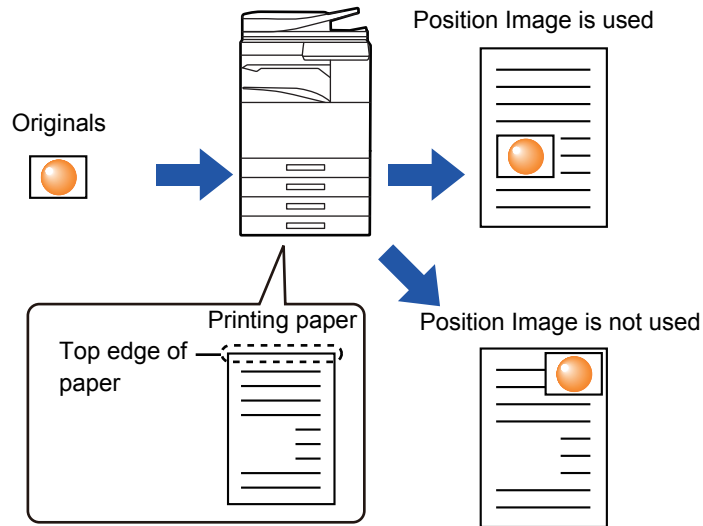 Position Image is used
Originals
Printing paper
Top edge of
paper
Position Image is not used